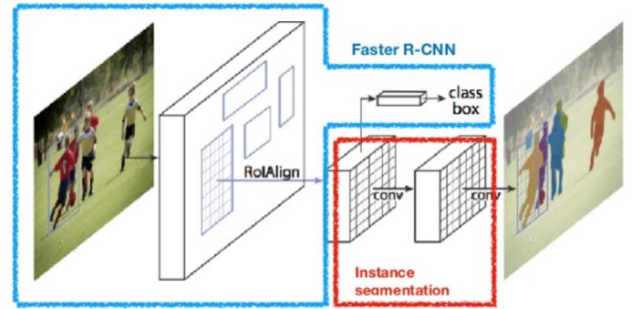 Faster R-CNN
class
box
RoIAlign
conv
conv
Instance
segmentation